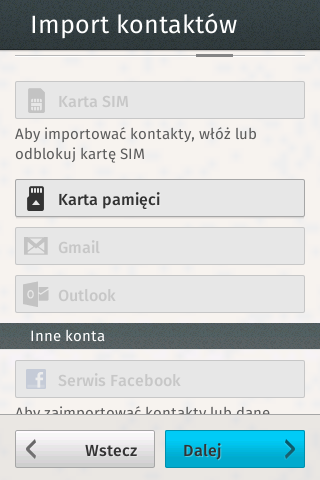 Import kontaktów
Karta SIM
Aby importować kontakty, włóż lub
odblokuj kartę SIM
Karta pamięci
Gmail
Outlook
Inne konta
Serwis Facebook
Aby zaimportować kontakty lub dane
Wstecz
Dalej